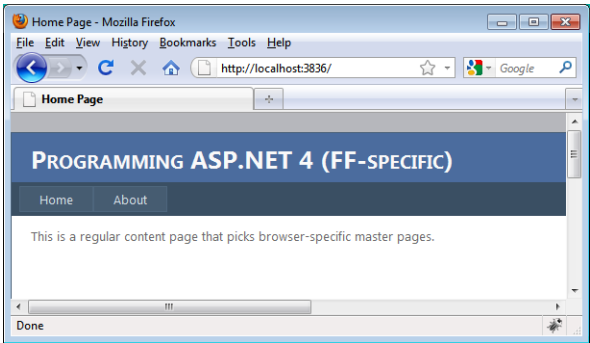 Home Page - Mozilla Firefox
File Edit View History Bookmarks Tools Help
http://localhost:3836/ Google
Home Page
PROGRAMMING ASP.NET 4 (FF-SPECIFIC)
Home About
This is a regular content page that picks browser-specific master pages.
Done